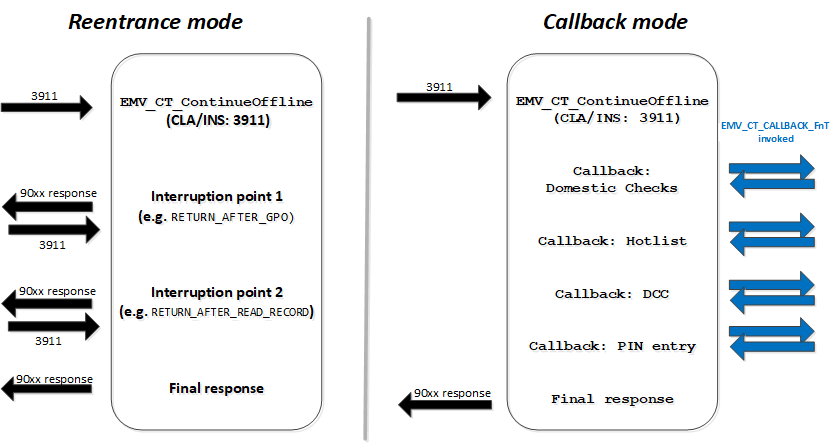 Reentrance mode
3911
EMV_CT_ContinueOffline
(CLA/INS: 3911)
90xx response
Interruption point 1
(e.g. RETURN_AFTER_GPO)
3911
90xx response
Interruption point 2
(e.g. RETURN_AFTER_READ_RECORD)
3911
90xx response
Final response
Callback mode
3911
EMV_CT_ContinueOffline
(CLA/INS: 3911)
EMV_CT_CALLBACK_FnT
invoked
Callback:
Domestic Checks
Callback: Hotlist
Callback: DCC
Callback: PIN entry
90xx response
Final response